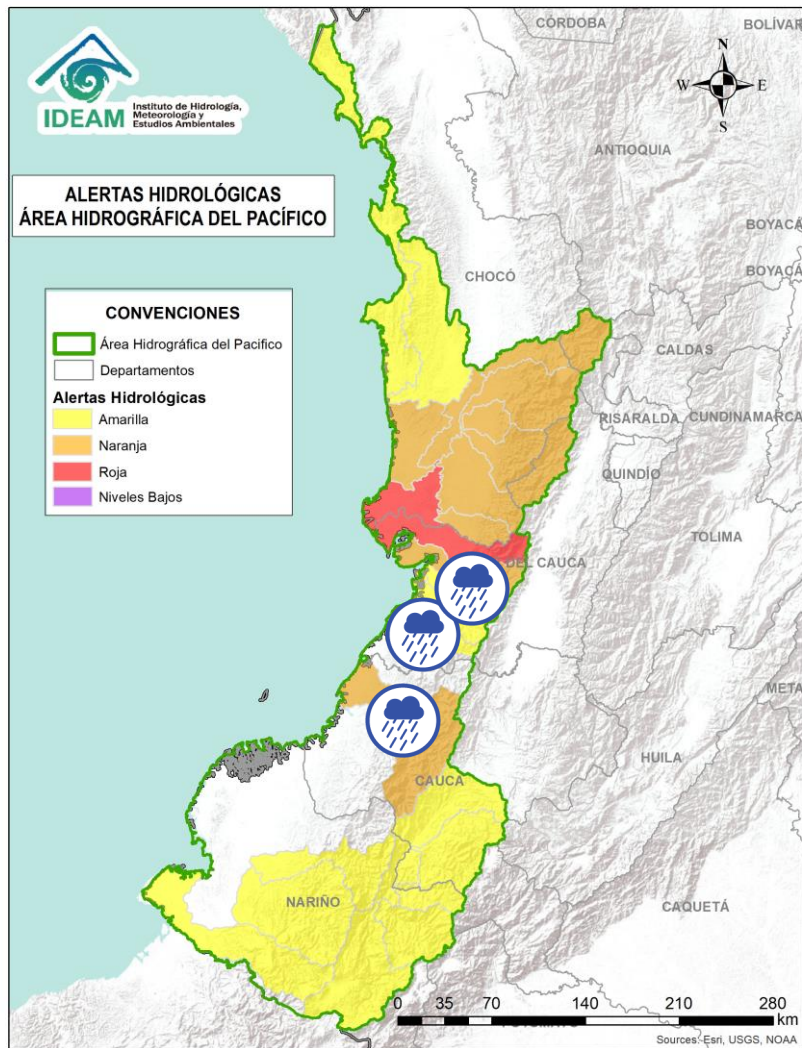 IDEAM
Instituto de Hidrología,
Meteorología y
Estudios Ambientales
ALERTAS HIDROLÓGICAS
ÁREA HIDROGRÁFICA DEL PACÍFICO
CONVENCIONES
Área Hidrográfica del Pacifico
Departamentos
Alertas Hidrológicas
Amarilla
Naranja
Roja
Niveles Bajos
CÓRDOBA
BOLÍVAR
N
W
E
S
ANTIOQUIA
BOYACÁ
CHOCÓ
BOYACÁ
CALDAS
RISARALDA
CUNDINAMARCA
QUINDÍO
TOLIMA
DEL CAUCA
META
HUILA
CAUCA
CAQUETÁ
NARIÑO
0 35 70 140 210 280
km
Sources: Esri, USGS, NOAA